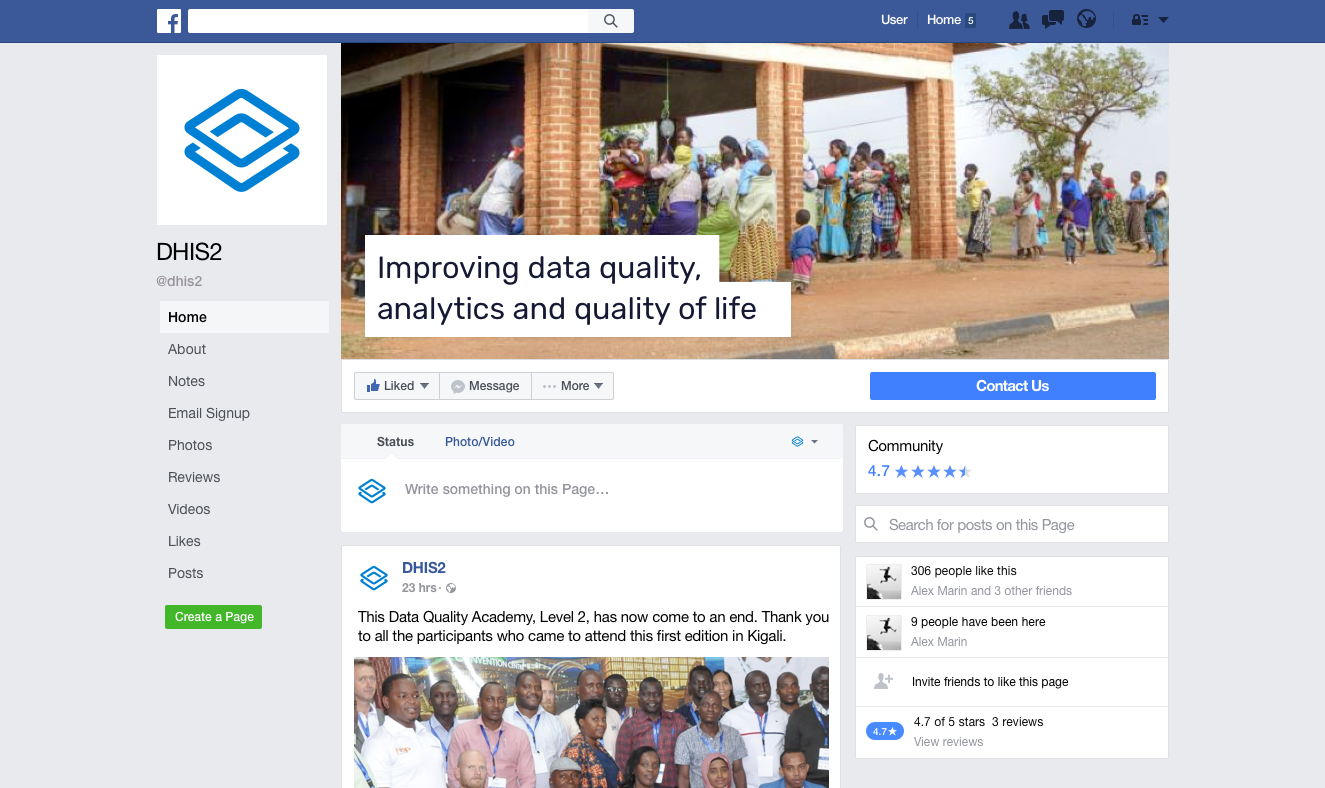 f
User
Home 5
DHIS2
@dhis2
Home
About
Notes
Email Signup
Photos
Reviews
Videos
Likes
Posts
Create a Page
Improving data quality,
analytics and quality of life
Liked
Message
More
Contact Us
Status
Photo/Video
Write something on this Page...
DHIS2
23 hrs ·
This Data Quality Academy, Level 2, has now come to an end. Thank you
to all the participants who came to attend this first edition in Kigali.
Community
4.7
Search for posts on this Page
306 people like this
Alex Marin and 3 other friends
9 people have been here
Alex Marin
Invite friends to like this page
4.7★
4.7 of 5 stars 3 reviews
View reviews